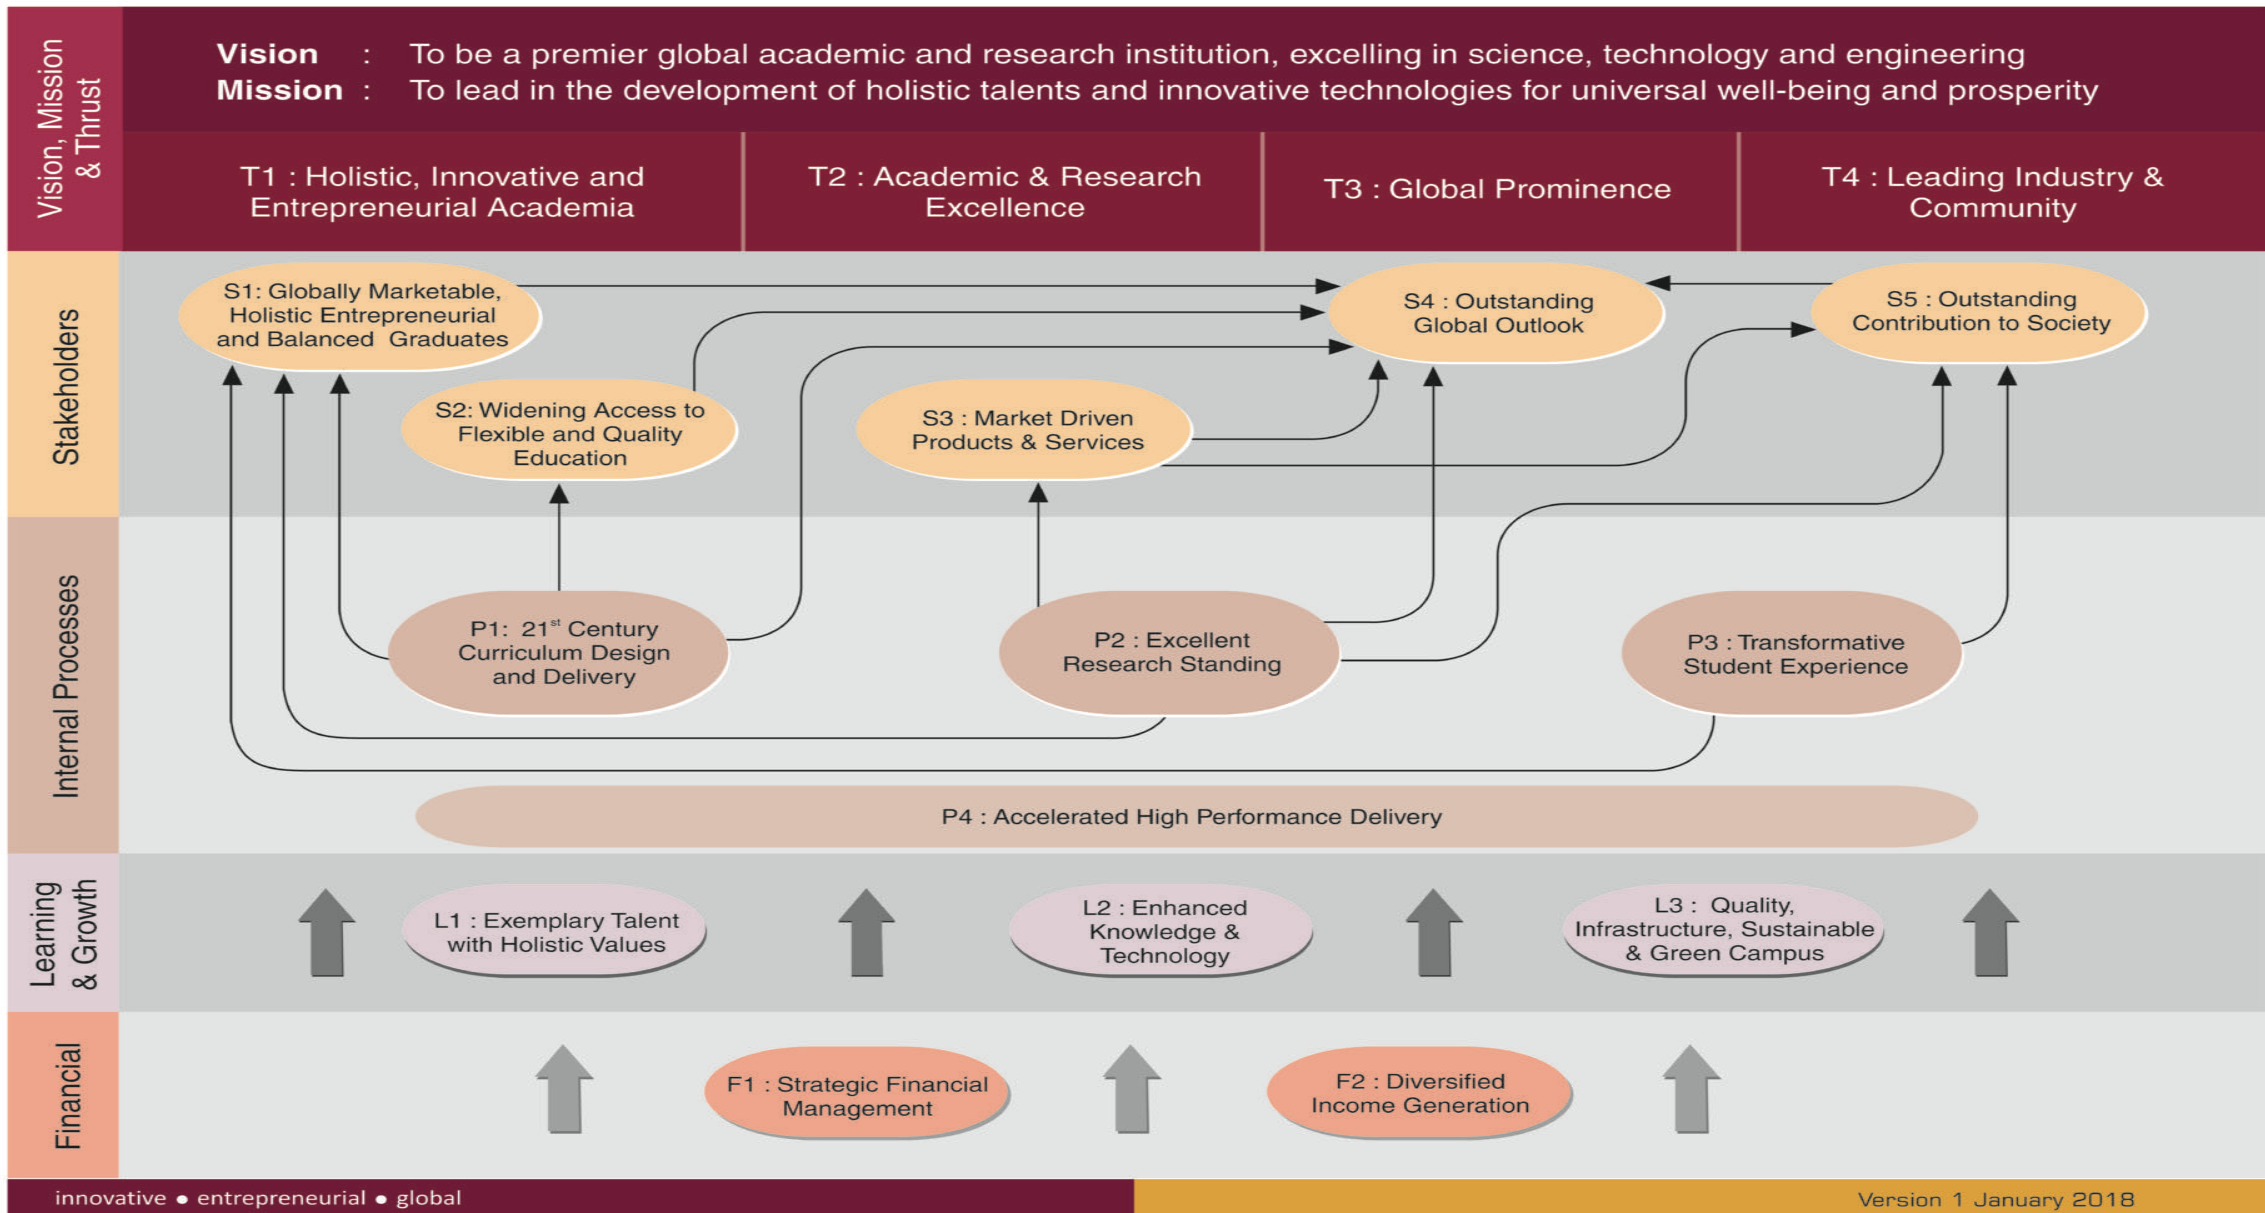 Vision, Mission
& Thrust
Vision : To be a premier global academic and research institution, excelling in science, technology and engineering
Mission : To lead in the development of holistic talents and innovative technologies for universal well-being and prosperity
T1 : Holistic, Innovative and
Entrepreneurial Academia
T2 : Academic & Research
Excellence
T3 : Global Prominence
T4 : Leading Industry &
Community
Stakeholders
S1: Globally Marketable,
Holistic Entrepreneurial
and Balanced Graduates
S2: Widening Access to
Flexible and Quality
Education
S3 : Market Driven
Products & Services
S4 : Outstanding
Global Outlook
S5 : Outstanding
Contribution to Society
Internal Processes
P1: 21st Century
Curriculum Design
and Delivery
P2 : Excellent
Research Standing
P3 : Transformative
Student Experience
P4 : Accelerated High Performance Delivery
Learning
& Growth
L1 : Exemplary Talent
with Holistic Values
L2 : Enhanced
Knowledge &
Technology
L3 : Quality,
Infrastructure, Sustainable
& Green Campus
Financial
F1 : Strategic Financial
Management
F2 : Diversified
Income Generation
innovative ● entrepreneurial ● global
Version 1 January 2018